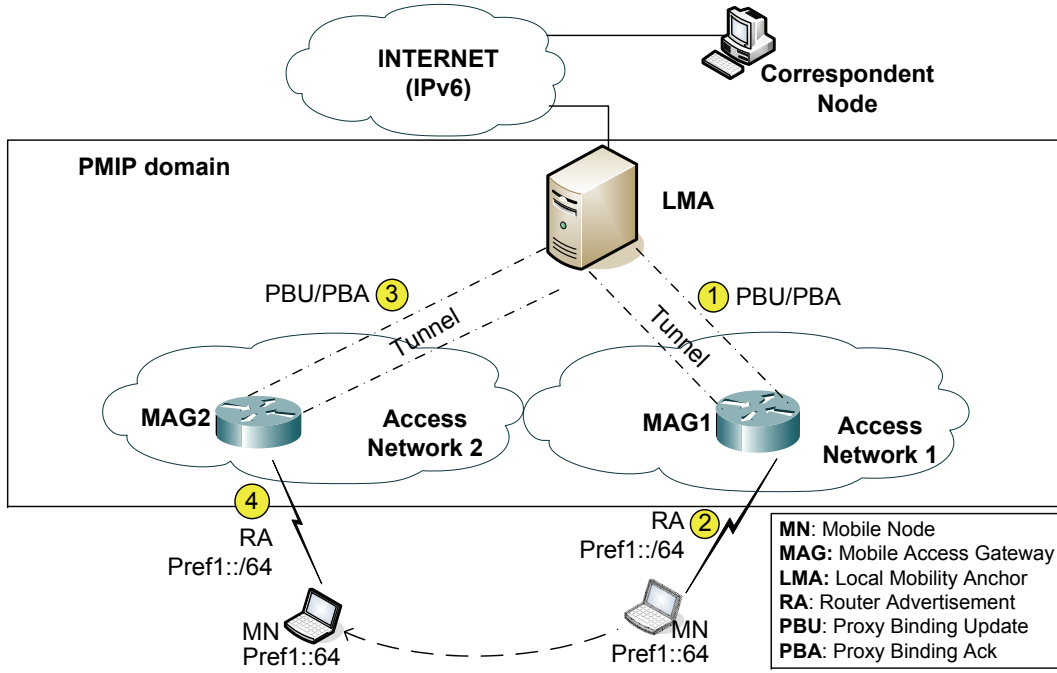 INTERNET
(IPv6)
Correspondent
Node
PMIP domain
LMA
PBU/PBA 3
1 PBU/PBA
Tunnel
Tunnel
MAG2
Access
Network 2
MAG1
Access
Network 1
4
RA
Pref1::/64
RA 2
Pref1::/64
MN
Pref1::64
MN
Pref1::64
MN: Mobile Node
MAG: Mobile Access Gateway
LMA: Local Mobility Anchor
RA: Router Advertisement
PBU: Proxy Binding Update
PBA: Proxy Binding Ack